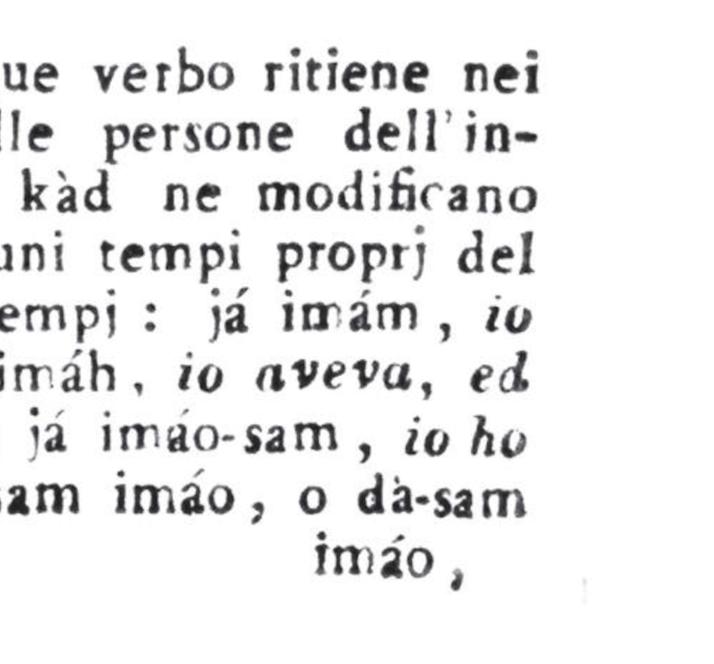 ue verbo ritiene nei
lle persone dell'in-
kàd ne modificano
uni tempi proprj del
empj : já imám , io
imáh , io aveva, ed
já imáo-sam , io ho
sam imáo, o dà-sam
imáo,